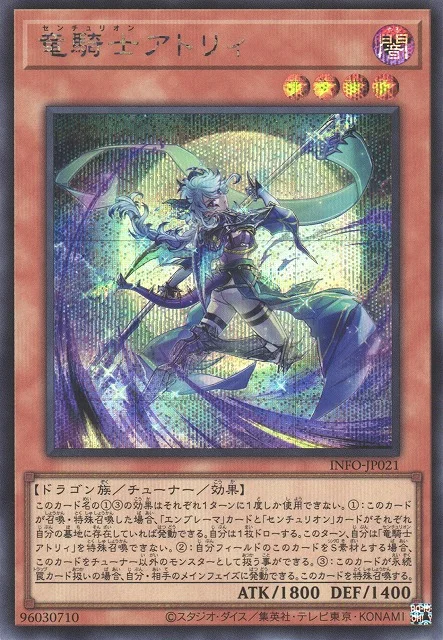 センチュリオン
竜騎士アトリィ
闇
INFO-JP021
【ドラゴン族/チューナー/効果】
このカード名の①③の効果はそれぞれ1ターンに1度しか使用できない。①:このカード
が召喚・特殊召喚した場合、「エンブレーマ」カードと「センチュリオン」カードがそれぞれ
自分の墓地に存在していれば発動できる。自分は1枚ドローする。このターン、自分は「竜騎士
アトリィ」を特殊召喚できない。②:自分フィールドのこのカードをS素材とする場合、
このカードをチューナー以外のモンスターとして扱う事ができる。③:このカードが永続
罠カード扱いの場合、自分・相手のメインフェイズに発動できる。このカードを特殊召喚する。
ATK/1800 DEF/1400
96030710
©スタジオ・ダイス/集英社・テレビ東京・KONAMI